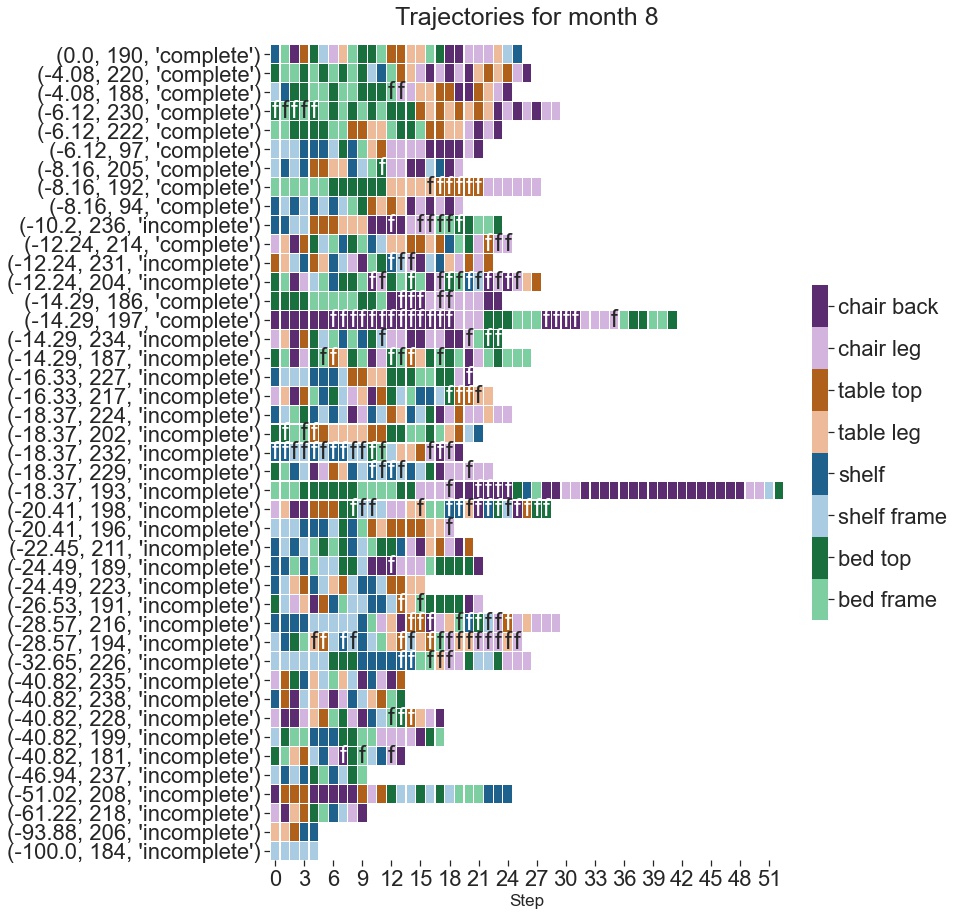 Trajectories for month 8
(0.0, 190, 'complete')
(-4.08, 220, 'complete')
(-4.08, 188, 'complete')
(-6.12, 230, 'complete')
(-6.12, 222, 'complete')
(-6.12, 97, 'complete')
(-8.16, 205, 'complete')
(-8.16, 192, 'complete')
(-8.16, 94, 'complete')
(-10.2, 236, 'incomplete')
(-12.24, 214, 'complete')
(-12.24, 231, 'incomplete')
(-12.24, 204, 'incomplete')
(-14.29, 186, 'complete')
(-14.29, 197, 'complete')
(-14.29, 234, 'incomplete')
(-14.29, 187, 'incomplete')
(-16.33, 227, 'incomplete')
(-16.33, 217, 'incomplete')
(-18.37, 224, 'incomplete')
(-18.37, 202, 'incomplete')
(-18.37, 232, 'incomplete')
(-18.37, 229, 'incomplete')
(-18.37, 193, 'incomplete')
(-20.41, 198, 'incomplete')
(-20.41, 196, 'incomplete')
(-22.45, 211, 'incomplete')
(-24.49, 189, 'incomplete')
(-24.49, 223, 'incomplete')
(-26.53, 191, 'incomplete')
(-28.57, 216, 'incomplete')
(-28.57, 194, 'incomplete')
(-32.65, 226, 'incomplete')
(-40.82, 235, 'incomplete')
(-40.82, 238, 'incomplete')
(-40.82, 228, 'incomplete')
(-40.82, 199, 'incomplete')
(-40.82, 181, 'incomplete')
(-46.94, 237, 'incomplete')
(-51.02, 208, 'incomplete')
(-61.22, 218, 'incomplete')
(-93.88, 206, 'incomplete')
(-100.0, 184, 'incomplete')
0 3 6 9 12 15 18 21 24 27 30 33 36 39 42 45 48 51
Step
chair back
chair leg
table top
table leg
shelf
shelf frame
bed top
bed frame